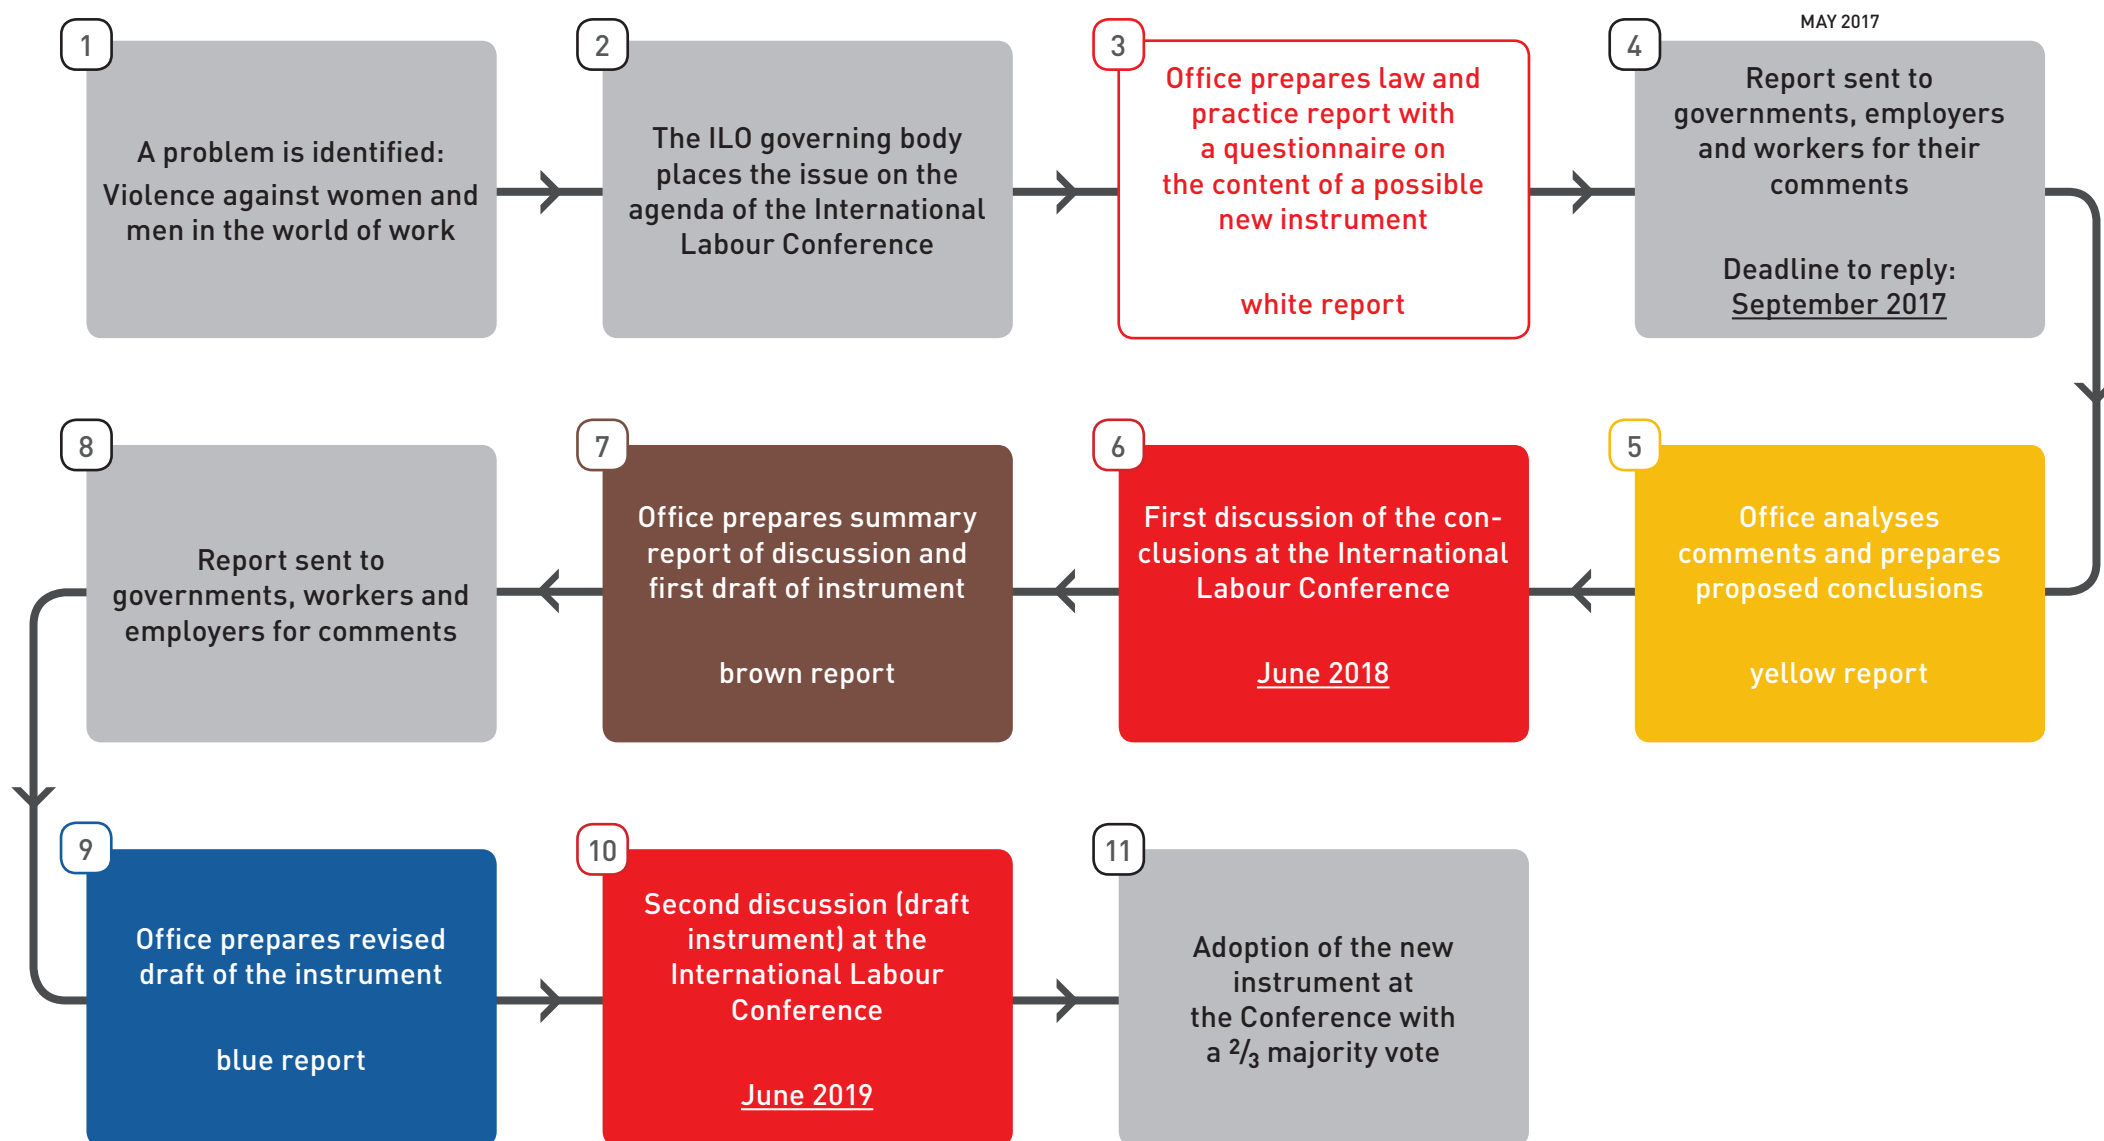 1
A problem is identified:
Violence against women and
men in the world of work
2
The ILO governing body
places the issue on the
agenda of the International
Labour Conference
3
Office prepares law and
practice report with
a questionnaire on
the content of a possible
new instrument
white report
MAY 2017
4
Report sent to
governments, employers
and workers for their
comments
Deadline to reply:
September 2017
5
Office analyses
comments and prepares
proposed conclusions
yellow report
6
First discussion of the con-
clusions at the International
Labour Conference
June 2018
7
Office prepares summary
report of discussion and
first draft of instrument
brown report
8
Report sent to
governments, workers and
employers for comments
9
Office prepares revised
draft of the instrument
blue report
10
Second discussion (draft
instrument) at the
International Labour
Conference
June 2019
11
Adoption of the new
instrument at
the Conference with
a 2/3 majority vote